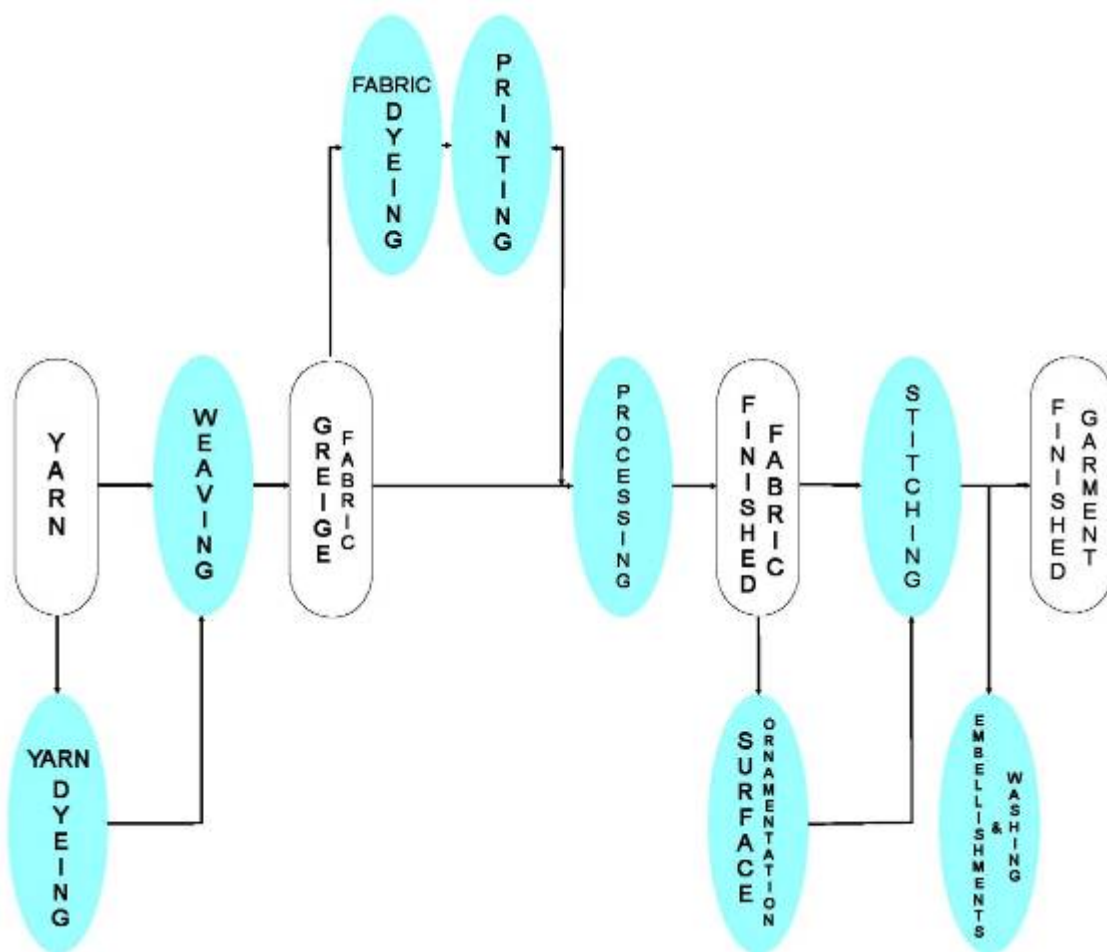 FABRIC
DYEING
PRINTING
YARN
WEAVING
GREIGE
FABRIC
PROCESSING
FINISHED
FABRIC
STITCHING
FINISHED
GARMENT
YARN
DYEING
SURFACE
ORNAMENTATION
EMBELLISHMENTS
&
WASHING